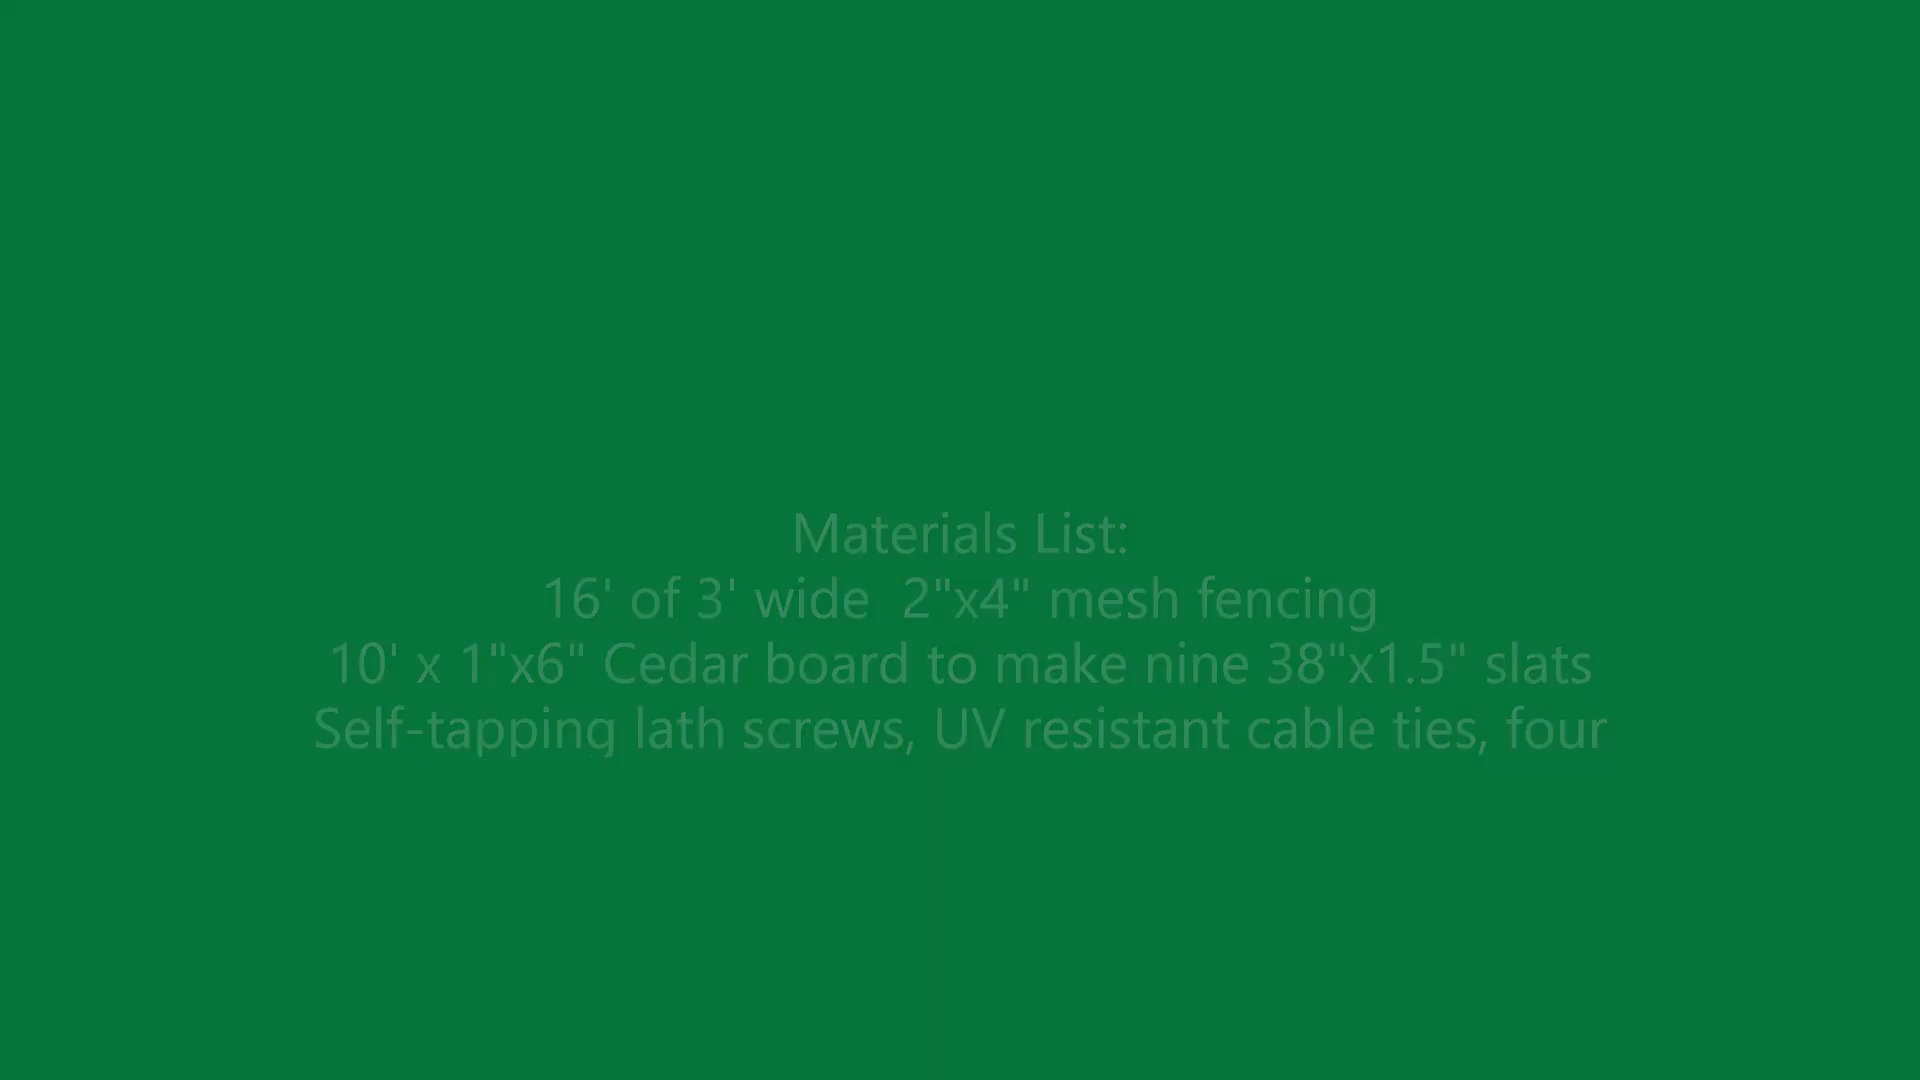 Materials List:
16' of 3' wide  2"x4" mesh fencing
10' x 1"x6" Cedar board to make nine 38"x1.5" slats
Self-tapping lath screws, UV resistant cable ties, four